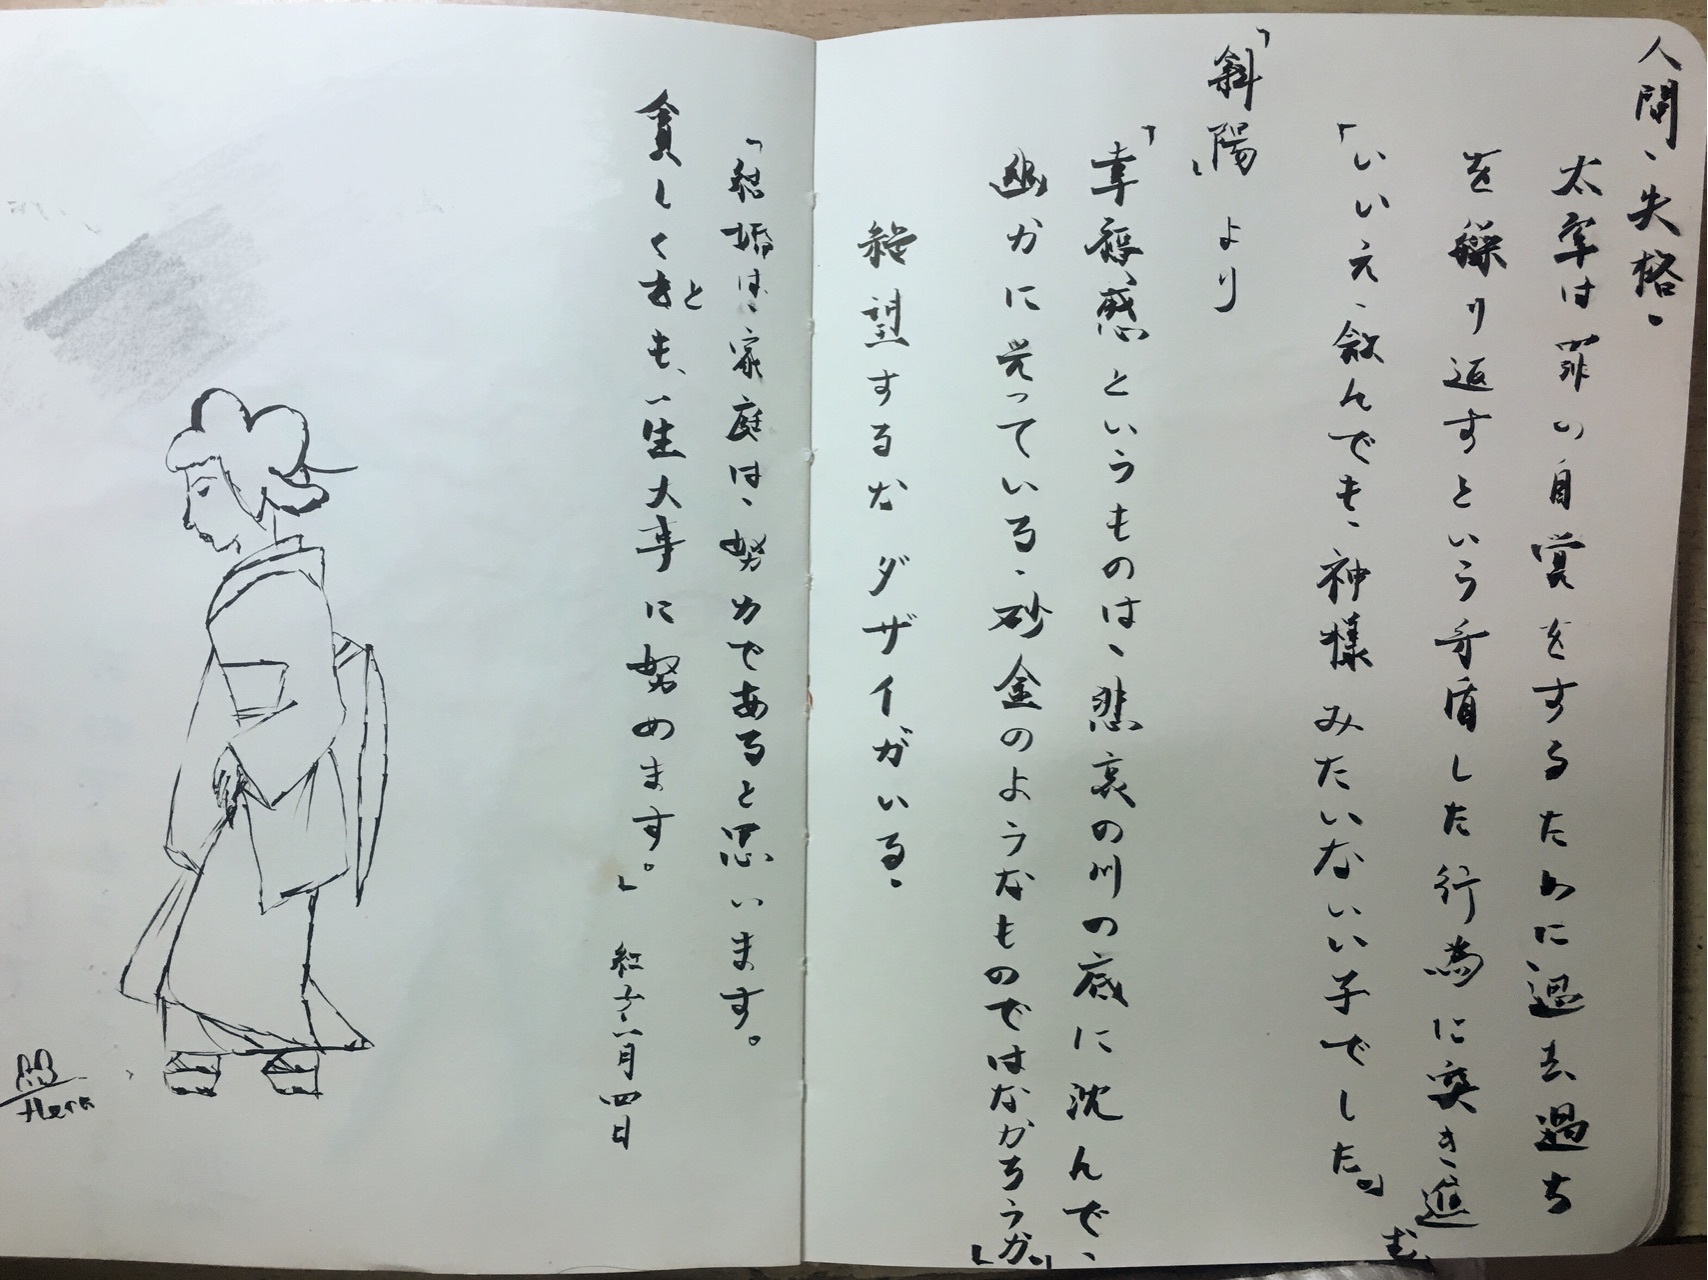 人間、失格。
太宰は罪の自賞をするために過去過ち
を繰り返すという矛盾した行為に突き進
む
「いいえ、飲んでも、神様みたいないい子でした。」
「斜陽」より
「幸福感というものは、悲哀の川の底に沈んで、
幽かに光っている、砂金のようなものではなかろうか。」
絶望するなダザイがいる。
「結婚は、家庭は、努力であると思います。
貧しくとも、一生大事に努めます。」
月四日
Hera